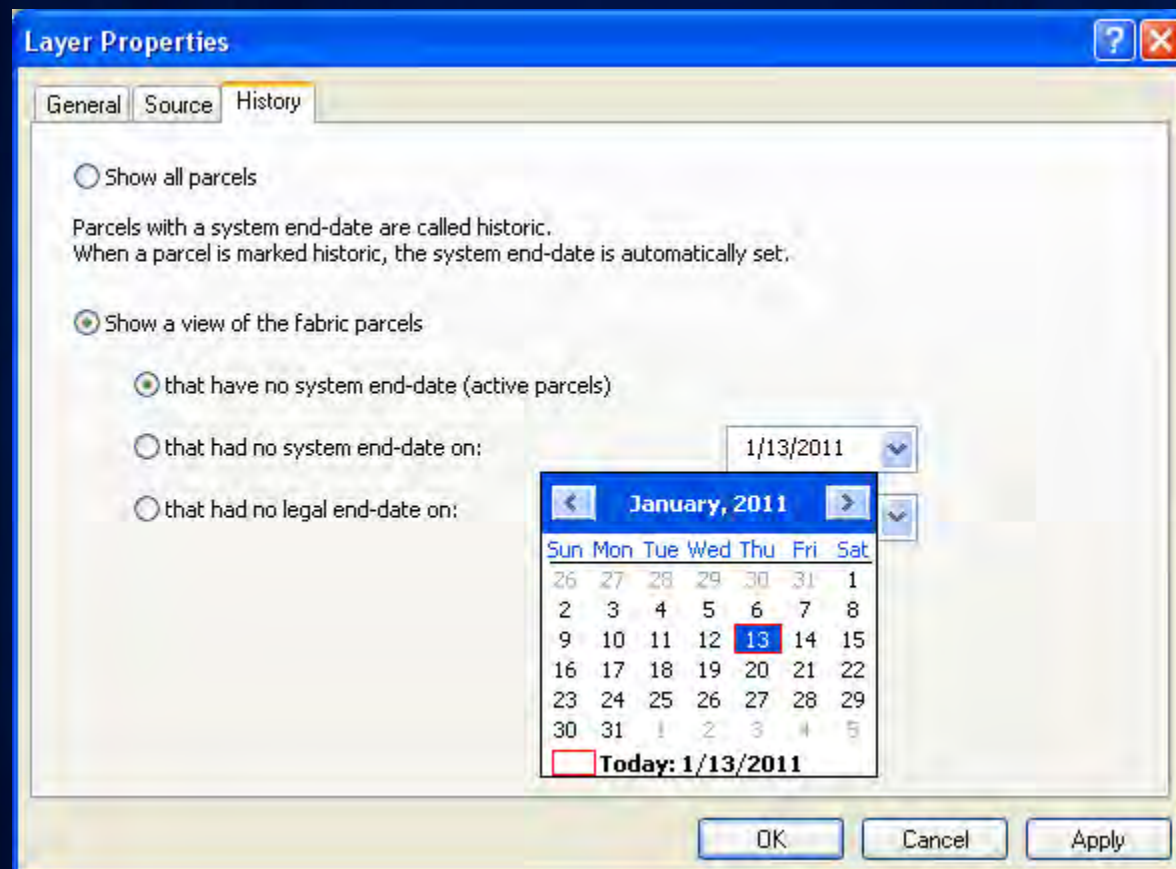 Layer Properties
General Source History
Show all parcels
Parcels with a system end-date are called historic.
When a parcel is marked historic, the system end-date is automatically set.
Show a view of the fabric parcels
that have no system end-date (active parcels)
that had no system end-date on: 1/13/2011
that had no legal end-date on:
January, 2011
Sun Mon Tue Wed Thu Fri Sat
26 27 28 29 30 31 1
2 3 4 5 6 7 8
9 10 11 12 13 14 15
16 17 18 19 20 21 22
23 24 25 26 27 28 29
30 31 1 2 3 4 5
Today: 1/13/2011
OK Cancel Apply